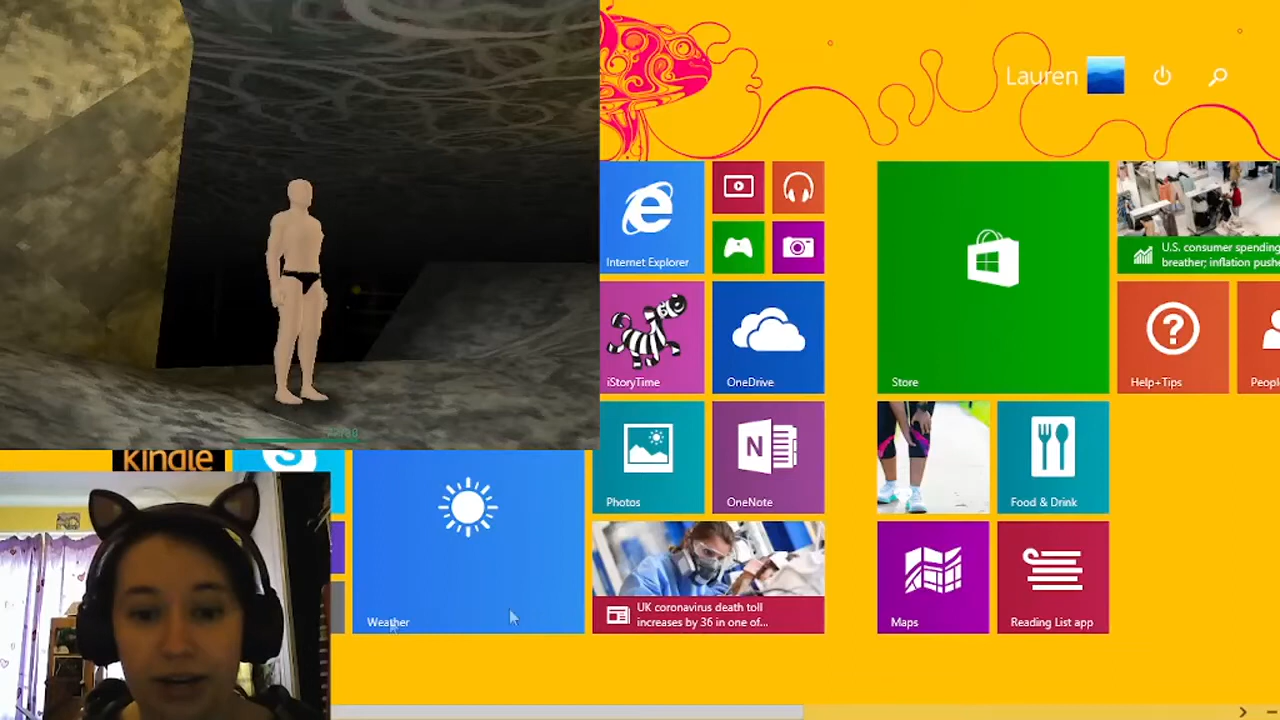 Lauren
Internet Explorer
U.S. consumer spending
breather; inflation push
iStoryTime
OneDrive
Store
Help+Tips
Peopl
kindle
S
Photos
N
OneNote
Food & Drink
Weather
UK coronavirus death toll
increases by 36 in one of...
Maps
Reading List app